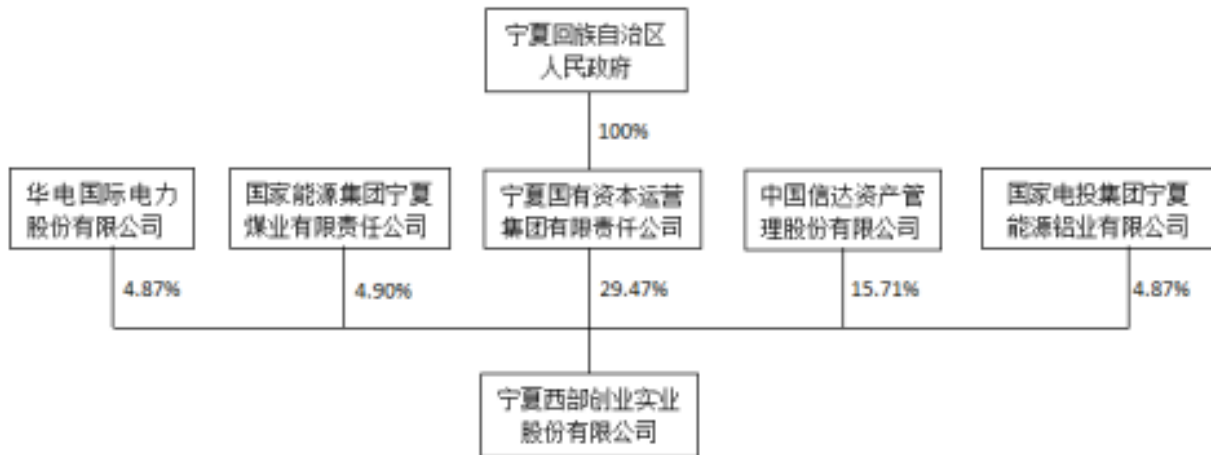 宁夏回族自治区
人民政府
100%
华电国际电力
股份有限公司
国家能源集团宁夏
煤业有限责任公司
宁夏国有资本运营
集团有限责任公司
中国信达资产管
理股份有限公司
国家电投集团宁夏
能源铝业有限公司
4.87%
4.90%
29.47%
15.71%
4.87%
宁夏西部创业实业
股份有限公司